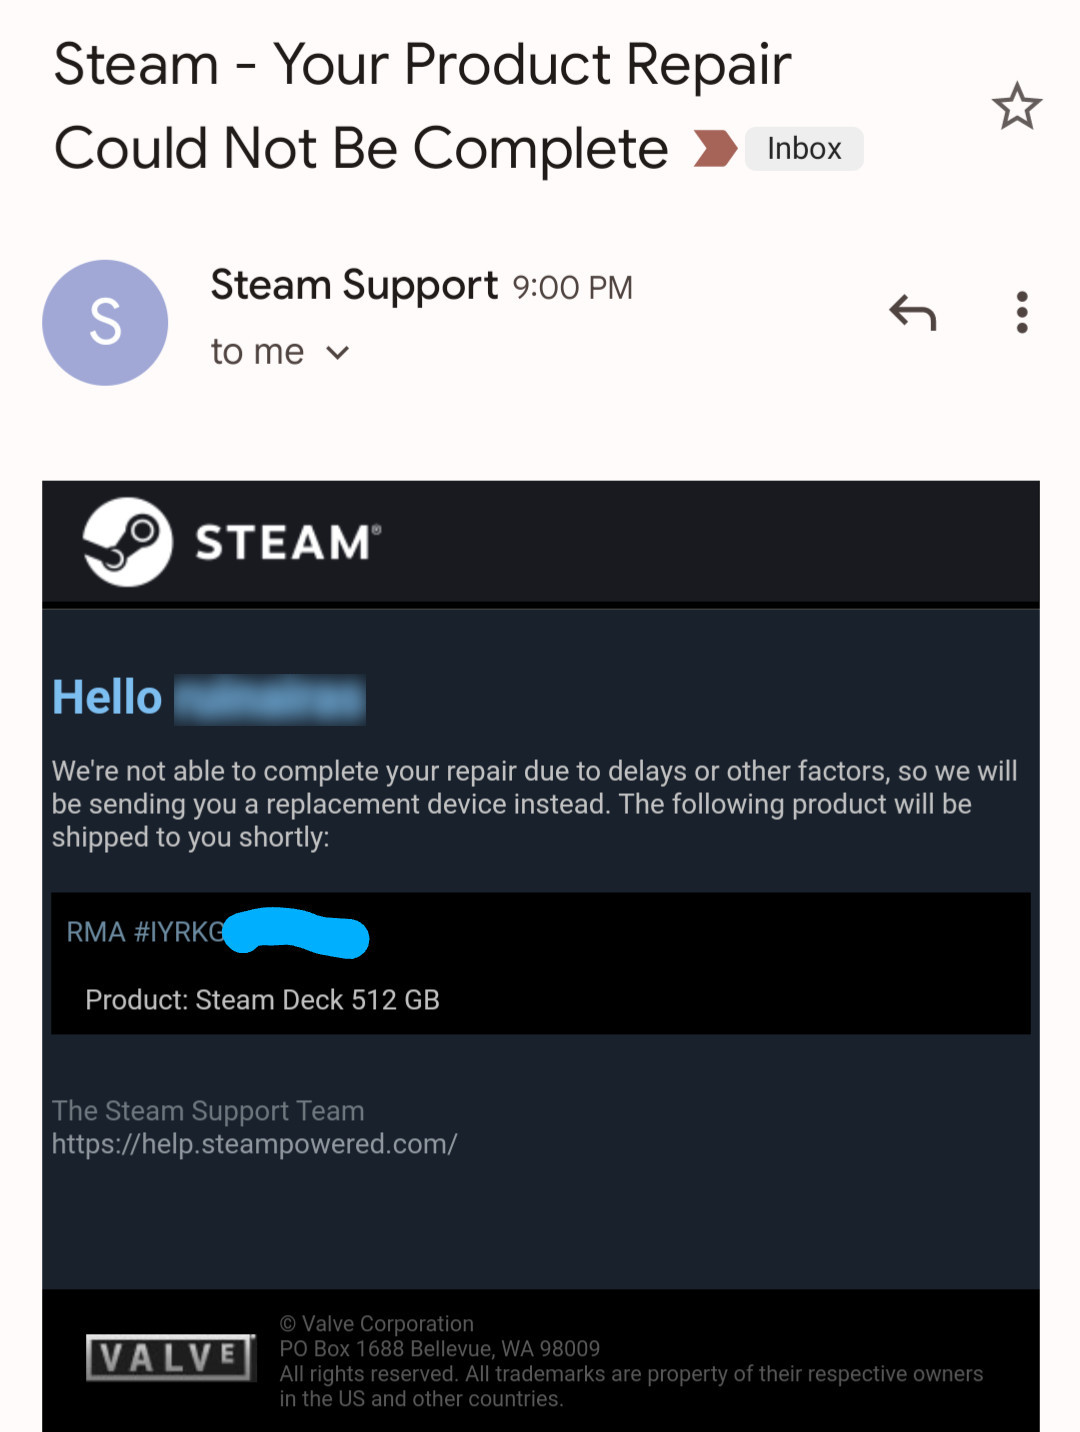 Steam - Your Product Repair
Could Not Be Complete Inbox
S
Steam Support 9:00 PM
to me
STEAM®
Hello
We're not able to complete your repair due to delays or other factors, so we will
be sending you a replacement device instead. The following product will be
shipped to you shortly:
RMA #IYRKG
Product: Steam Deck 512 GB
The Steam Support Team
https://help.steampowered.com/
VALVE
© Valve Corporation
PO Box 1688 Bellevue, WA 98009
All rights reserved. All trademarks are property of their respective owners
in the US and other countries.